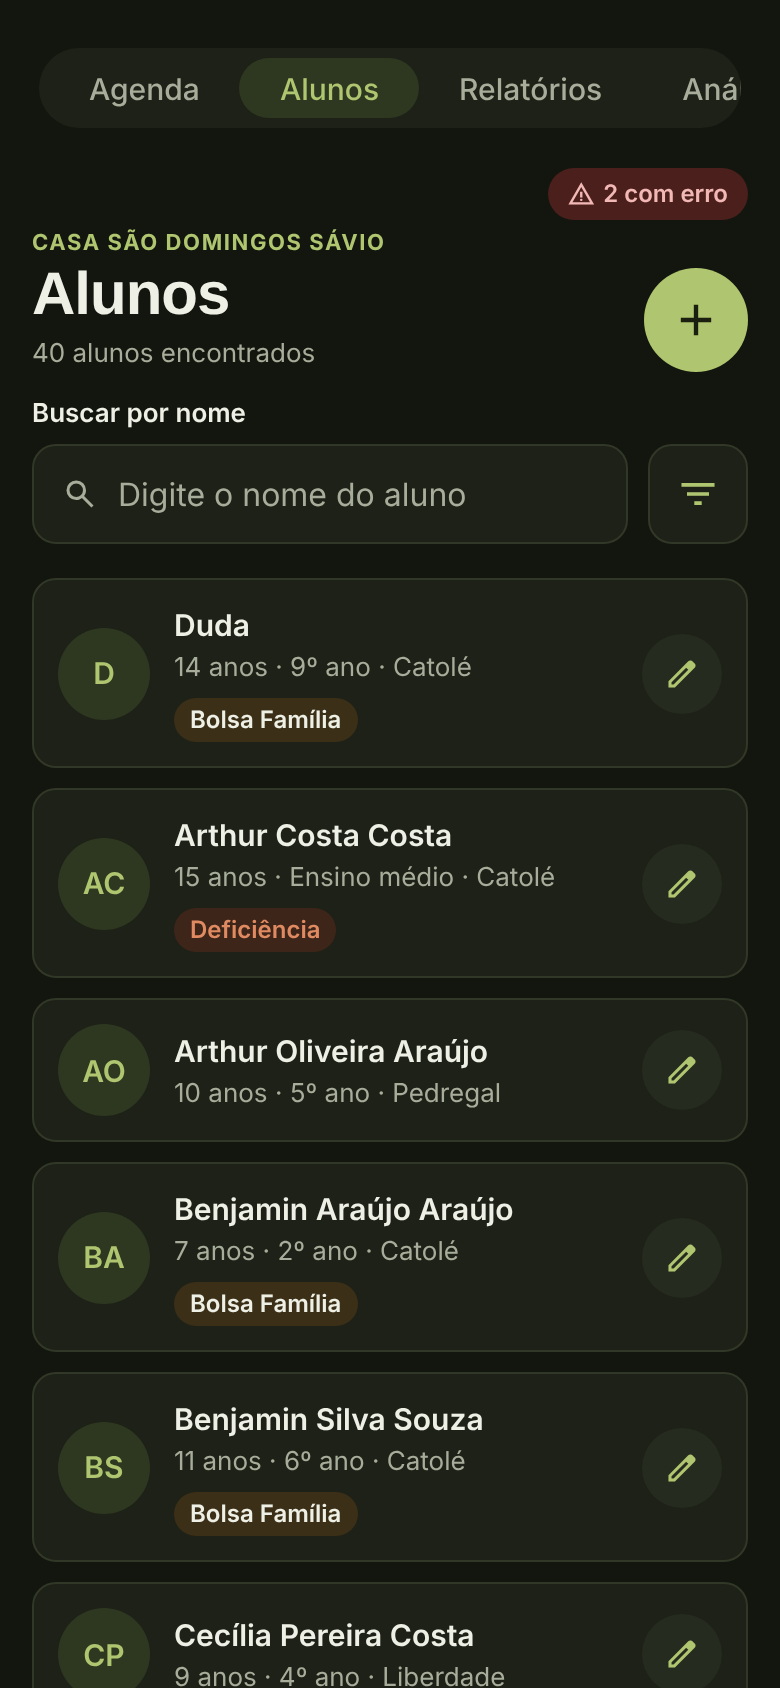 Agenda Alunos Relatórios Aná
2 com erro
CASA SÃO DOMINGOS SÁVIO
Alunos
40 alunos encontrados
Buscar por nome
Digite o nome do aluno
D
Duda
14 anos · 9º ano · Catolé
Bolsa Família
AC
Arthur Costa Costa
15 anos · Ensino médio · Catolé
Deficiência
AO
Arthur Oliveira Araújo
10 anos · 5º ano · Pedregal
BA
Benjamin Araújo Araújo
7 anos · 2º ano · Catolé
Bolsa Família
BS
Benjamin Silva Souza
11 anos · 6º ano · Catolé
Bolsa Família
CP
Cecília Pereira Costa
9 anos · 4º ano · Liberdade